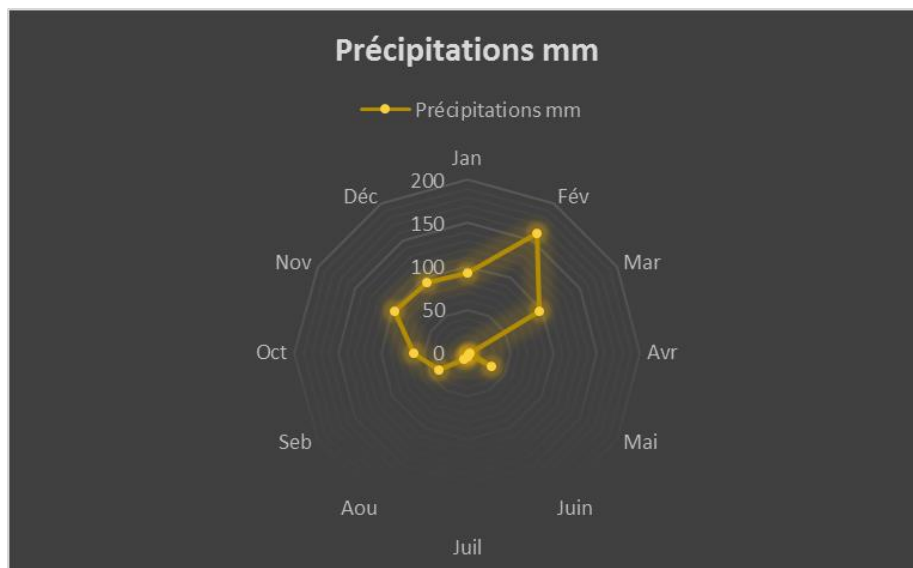 Précipitations mm
Précipitations mm
Jan
200
Déc
Fév
150
Nov
100
Mar
50
Oct
0
Avr
Seb
Mai
Aou
Juin
Juil